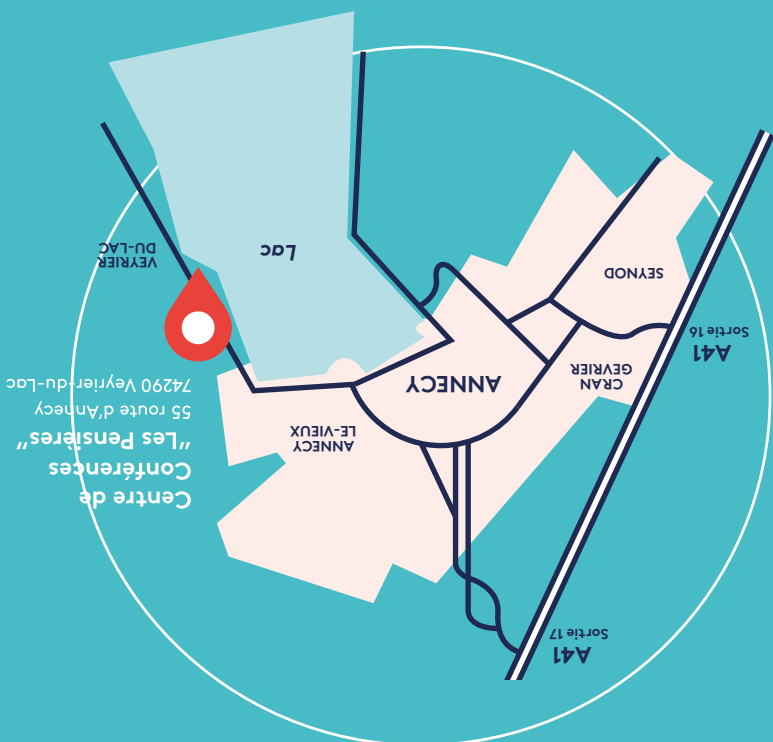 A41
Sortie 17
Centre de
Conférences
"Les Pensières"
55 route d'Annecy
74290 Veyrier-du-Lac
ANNECY
LE-VIEUX
ANNECY
CRAN
GEVRIER
A41
Sortie 16
SEYNOD
Lac
VEYRIER
DU-LAC